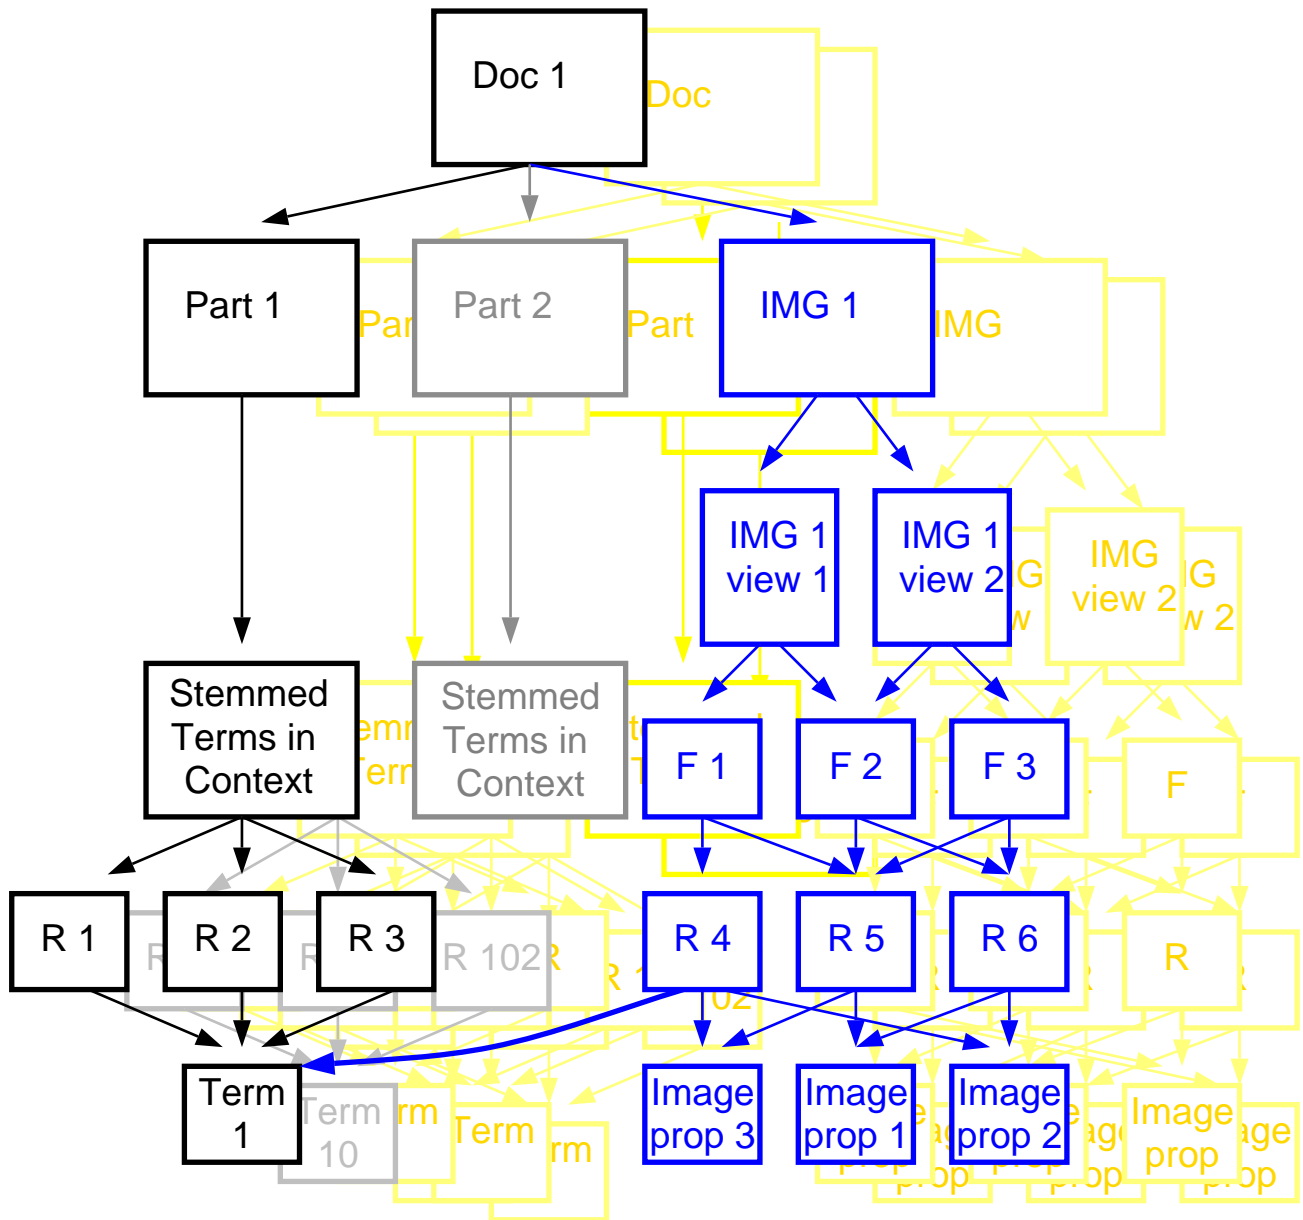 Doc 1
Doc
Part 1
Part 2
Part
IMG 1
IMG
IMG 1
view 1
IMG 1
view 2
IMG
view 2
Stemmed
Terms in
Context
Stemmed
Terms in
Context
F 1
F 2
F 3
F
R 1
R 2
R 3
R 102
R
R 4
R 5
R 6
R
Term
1
Term
10
Term
Image
prop 3
Image
prop 1
Image
prop 2
Image
prop